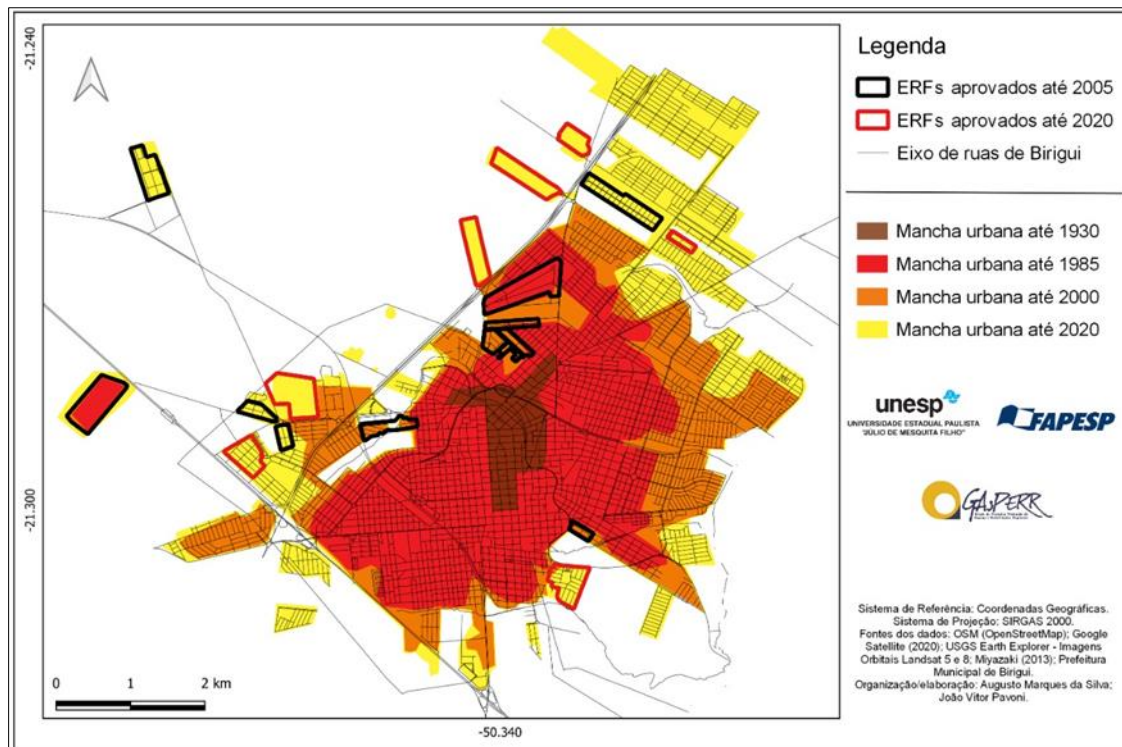 -21.240
-21.300
-50.340
0 1 2 km
Legenda
ERFs aprovados até 2005
ERFs aprovados até 2020
Eixo de ruas de Birigui
Mancha urbana até 1930
Mancha urbana até 1985
Mancha urbana até 2000
Mancha urbana até 2020
unesp
UNIVERSIDADE ESTADUAL PAULISTA
"JÚLIO DE MESQUITA FILHO"
FAPESP
GAsPERR
Sistema de Referência: Coordenadas Geográficas.
Sistema de Projeção: SIRGAS 2000.
Fontes dos dados: OSM (OpenStreetMap); Google
Satellite (2020); USGS Earth Explorer - Imagens
Orbitais Landsat 5 e 8; Miyazaki (2013); Prefeitura
Municipal de Birigui.
Organização/elaboração: Augusto Marques da Silva;
João Vitor Pavoni.